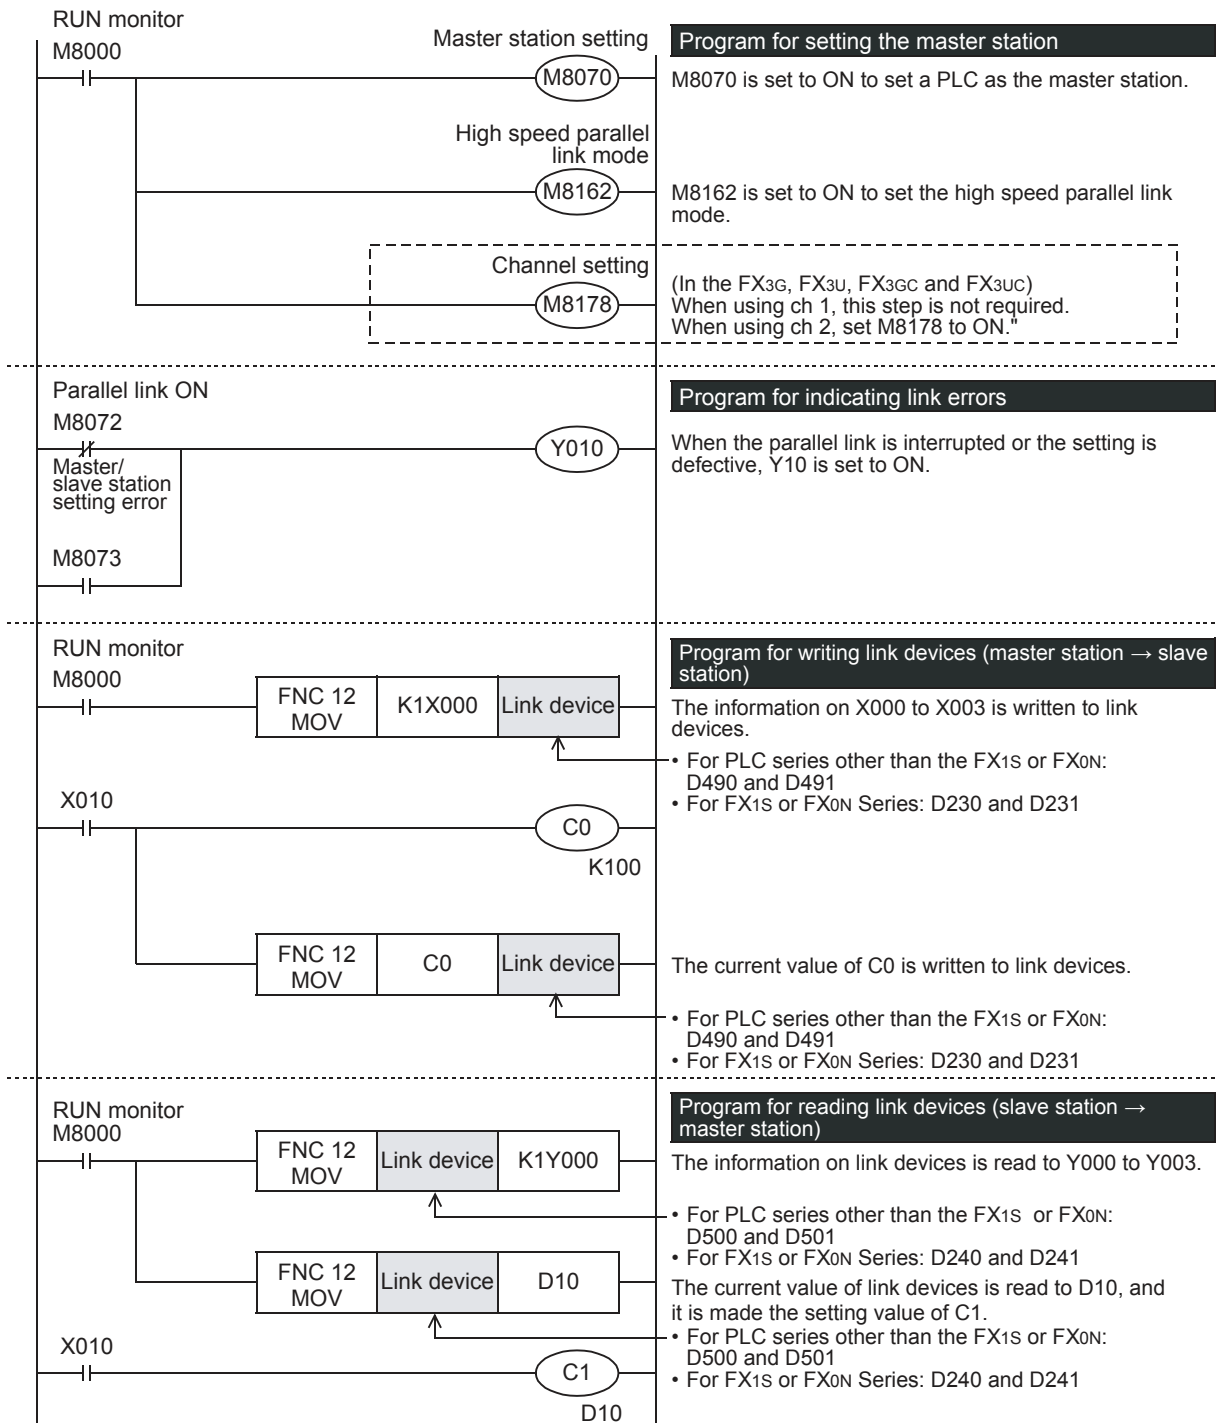 RUN monitor
M8000
Master station setting
M8070
Program for setting the master station
M8070 is set to ON to set a PLC as the master station.
High speed parallel
link mode
M8162
M8162 is set to ON to set the high speed parallel link
mode.
Channel setting
M8178
(In the FX3G, FX3U, FX3GC and FX3UC)
When using ch 1, this step is not required.
When using ch 2, set M8178 to ON."
Parallel link ON
M8072
Master/
slave station
setting error
M8073
Y010
Program for indicating link errors
When the parallel link is interrupted or the setting is
defective, Y10 is set to ON.
RUN monitor
M8000
FNC 12
MOV
K1X000
Link device
Program for writing link devices (master station → slave
station)
The information on X000 to X003 is written to link
devices.
• For PLC series other than the FX1S or FX0N:
D490 and D491
• For FX1S or FX0N Series: D230 and D231
X010
C0
K100
FNC 12
MOV
C0
Link device
The current value of C0 is written to link devices.
• For PLC series other than the FX1S or FX0N:
D490 and D491
• For FX1S or FX0N Series: D230 and D231
RUN monitor
M8000
FNC 12
MOV
Link device
K1Y000
Program for reading link devices (slave station →
master station)
The information on link devices is read to Y000 to Y003.
• For PLC series other than the FX1S or FX0N:
D500 and D501
• For FX1S or FX0N Series: D240 and D241
FNC 12
MOV
Link device
D10
The current value of link devices is read to D10, and
it is made the setting value of C1.
• For PLC series other than the FX1S or FX0N:
D500 and D501
• For FX1S or FX0N Series: D240 and D241
X010
C1
D10